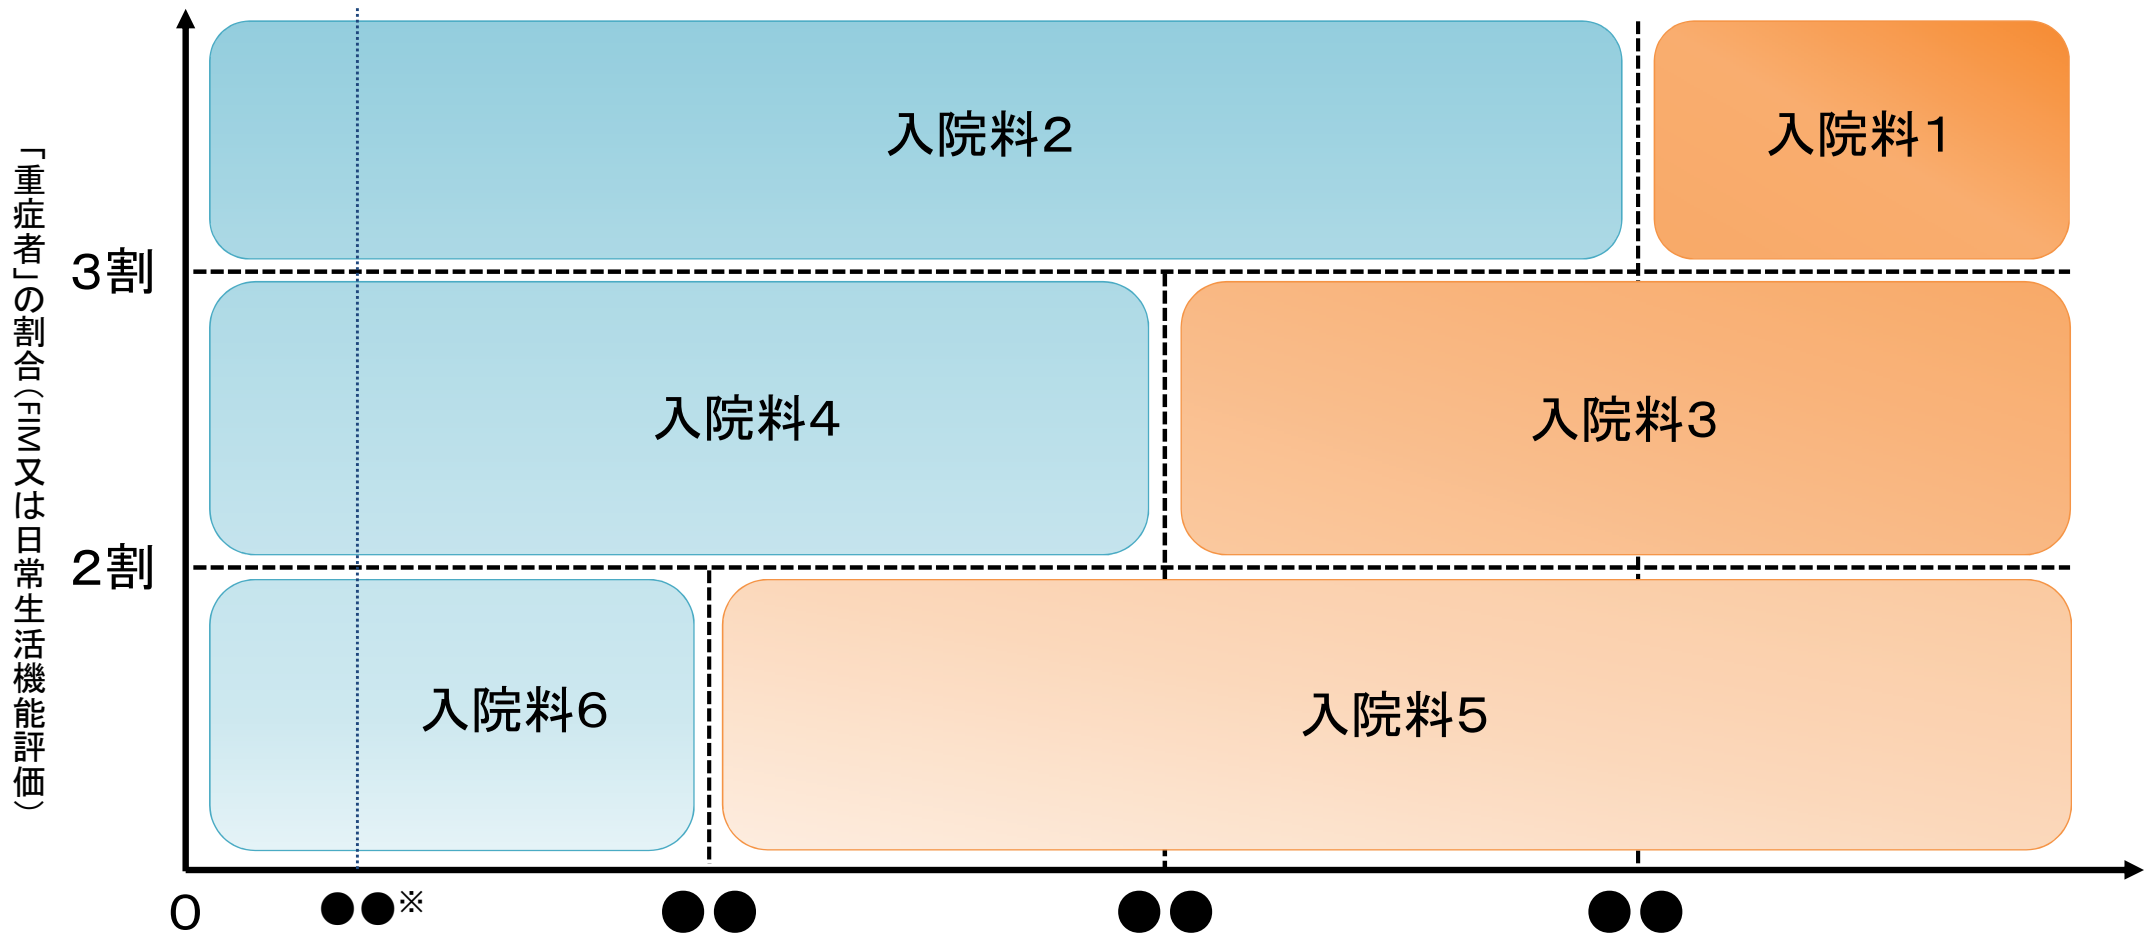 「重症者」の割合（FIM又は日常生活機能評価）
入院料2
入院料1
3割
入院料4
入院料3
2割
入院料6
入院料5
0
●●※
●●
●●
●●